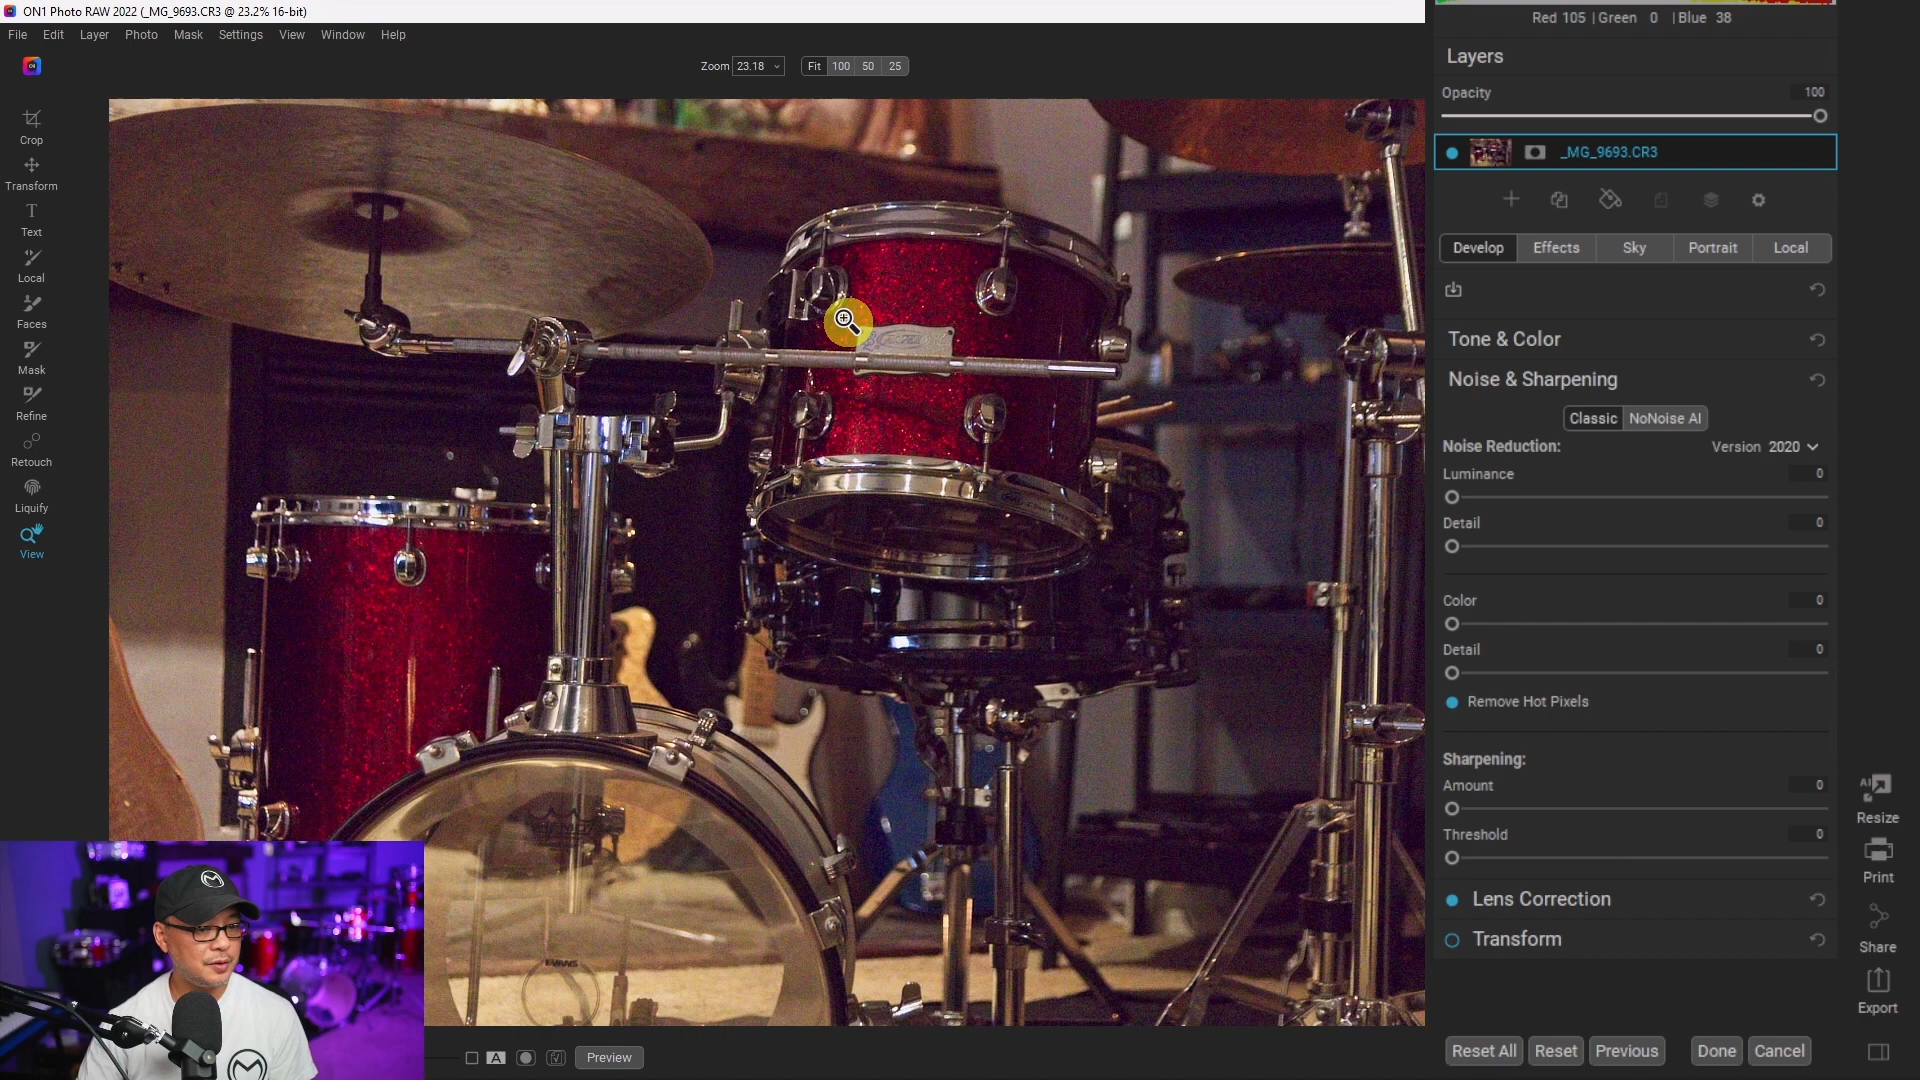 ON1 Photo RAW 2022 (_MG_9693.CR3 @ 23.2% 16-bit)
File Edit Layer Photo Mask Settings View Window Help
Zoom 23.18 Fit 100 50 25
Crop
Transform
Text
Local
Faces
Mask
Refine
Retouch
Liquify
View
EVANS
A Preview
Red 105 | Green 0 | Blue 38
Layers
Opacity 100
_MG_9693.CR3
Develop Effects Sky Portrait Local
Tone & Color
Noise & Sharpening
Classic NoNoise AI
Noise Reduction: Version 2020
Luminance 0
Detail 0
Color 0
Detail 0
Remove Hot Pixels
Sharpening:
Amount 0
Threshold 0
Lens Correction
Transform
AI
Resize
Print
Share
Export
Reset All Reset Previous Done Cancel